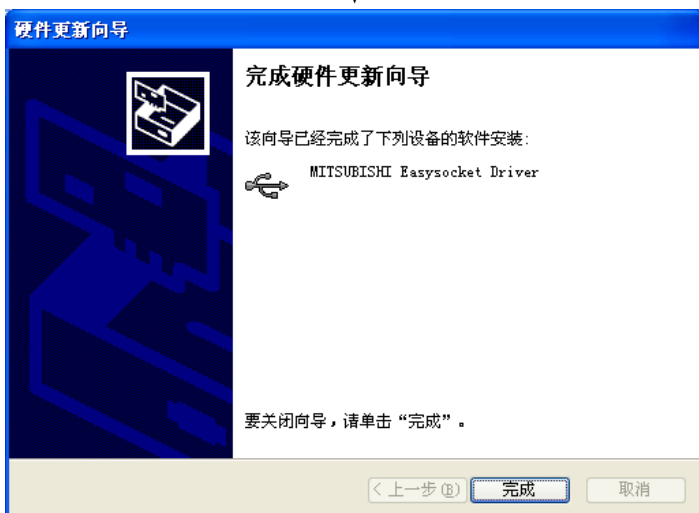 硬件更新向导
完成硬件更新向导
该向导已经完成了下列设备的软件安装:
MITSUBISHI Easysocket Driver
要关闭向导，请单击“完成”。
< 上一步(B)
完成
取消